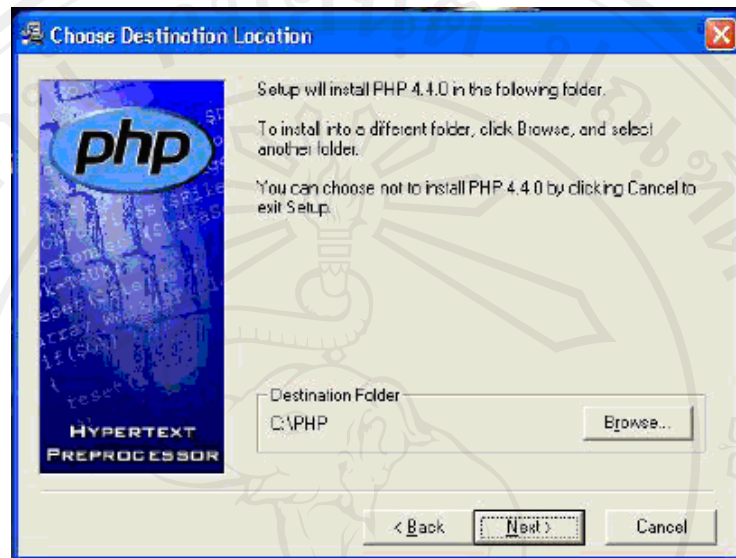 Choose Destination Location
php
HYPERTEXT
PREPROCESSOR
Setup will install PHP 4.4.0 in the following folder.
To install into a different folder, click Browse, and select
another folder.
You can choose not to install PHP 4.4.0 by clicking Cancel to
exit Setup.
Destination Folder
C:\PHP
Browse...
< Back
Next >
Cancel